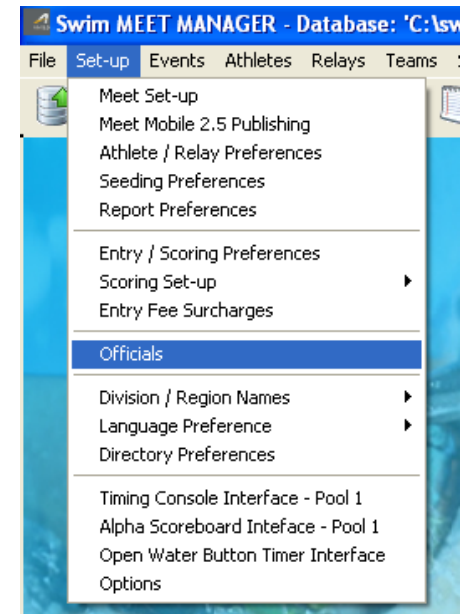 Swim MEET MANAGER - Database: 'C:\sw
File Set-up Events Athletes Relays Teams
Meet Set-up
Meet Mobile 2.5 Publishing
Athlete / Relay Preferences
Seeding Preferences
Report Preferences
Entry / Scoring Preferences
Scoring Set-up
Entry Fee Surcharges
Officials
Division / Region Names
Language Preference
Directory Preferences
Timing Console Interface - Pool 1
Alpha Scoreboard Inteface - Pool 1
Open Water Button Timer Interface
Options